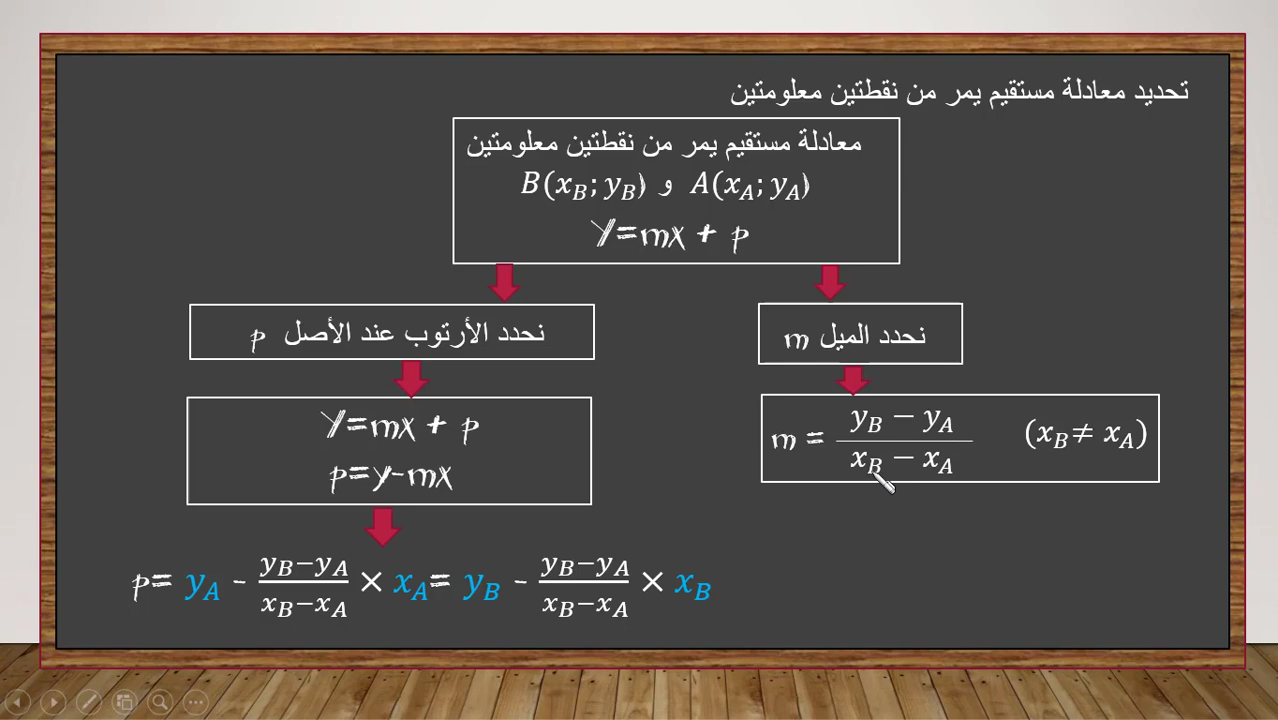 تحديد معادلة مستقيم يمر من نقطتين معلومتين
معادلة مستقيم يمر من نقطتين معلومتين
A(x_A; y_A) و B(x_B; y_B)
Y=mx + p
نحدد الميل m
m = (y_B − y_A)/(x_B − x_A) (x_B ≠ x_A)
نحدد الأرتوب عند الأصل p
Y=mx + p
p=y-mx
p= y_A - (y_B−y_A)/(x_B−x_A) × x_A= y_B - (y_B−y_A)/(x_B−x_A) × x_B